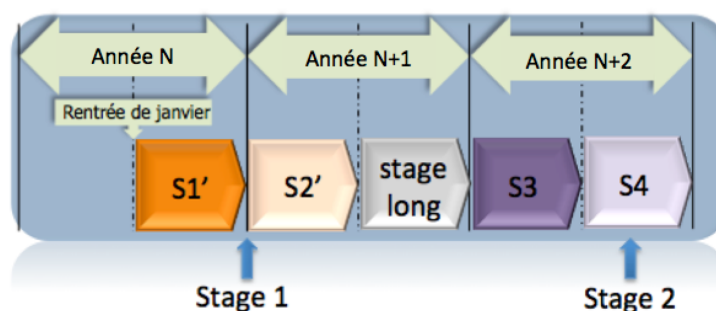 Année N
Année N+1
Année N+2
Rentrée de janvier
S1'
S2'
stage
long
S3
S4
Stage 1
Stage 2